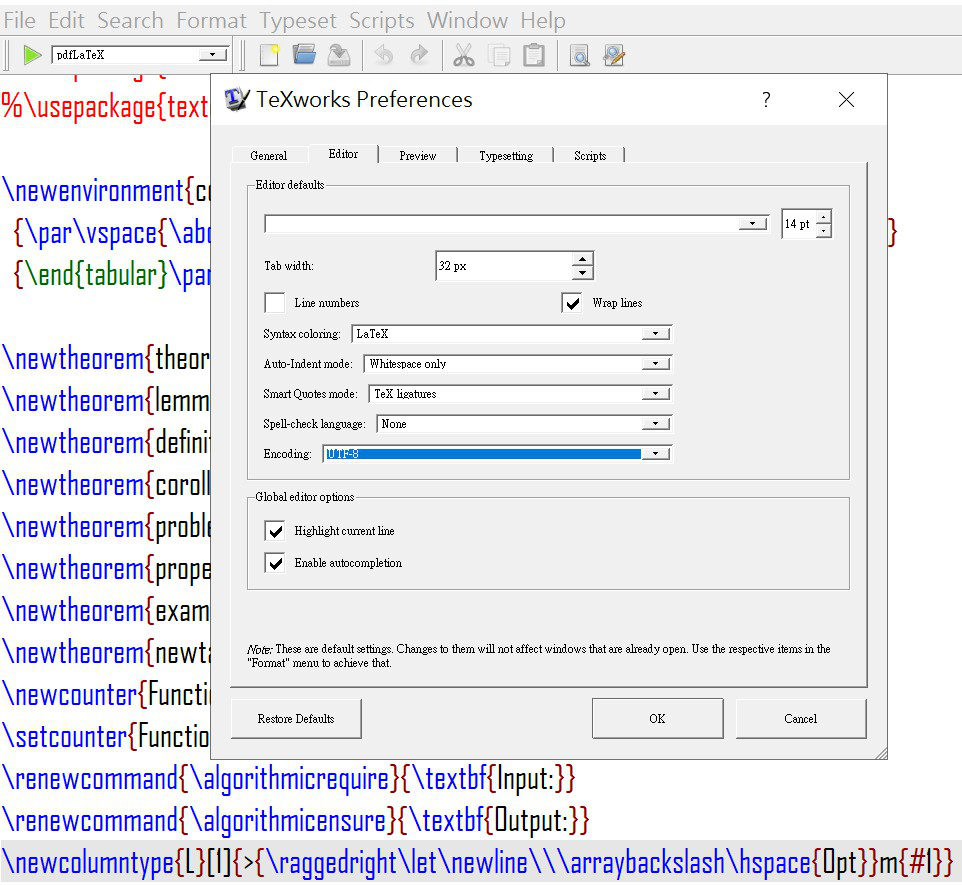 File Edit Search Format Typeset Scripts Window Help
pdfLaTeX
%\usepackage{text
TeXworks Preferences
?
General Editor Preview Typesetting Scripts
\newenvironment{co
Editor defaults
{\par\vspace{\abo
14 pt
}
{\end{tabular}\par
Tab width: 32 px
Line numbers Wrap lines
Syntax coloring: LaTeX
\newtheorem{theor
Auto-Indent mode: Whitespace only
\newtheorem{lemm
Smart Quotes mode: TeX ligatures
Spell-check language: None
\newtheorem{defini
Encoding: UTF-8
\newtheorem{coroll
Global editor options
\newtheorem{proble
Highlight current line
\newtheorem{prope
Enable autocompletion
\newtheorem{exam
\newtheorem{newta
Note: These are default settings. Changes to them will not affect windows that are already open. Use the respective items in the
"Format" menu to achieve that.
\newcounter{Functi
\setcounter{Functio
Restore Defaults OK Cancel
\renewcommand{\algorithmicrequire}{\textbf{Input:}}
\renewcommand{\algorithmicensure}{\textbf{Output:}}
\newcolumntype{L}[1]{>{\raggedright\let\newline\\\arraybackslash\hspace{0pt}}m{#1}}